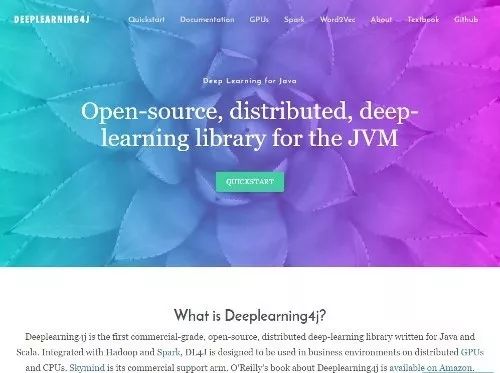 DEEPLEARNING4J Quickstart Documentation GPUs Spark Word2Vec About Textbook Github
Deep Learning for Java
Open-source, distributed, deep-
learning library for the JVM
QUICKSTART
What is Deeplearning4j?
Deeplearning4j is the first commercial-grade, open-source, distributed deep-learning library written for Java and
Scala. Integrated with Hadoop and Spark, DL4J is designed to be used in business environments on distributed GPUs
and CPUs. Skymind is its commercial support arm. O'Reilly's book about Deeplearning4j is available on Amazon.